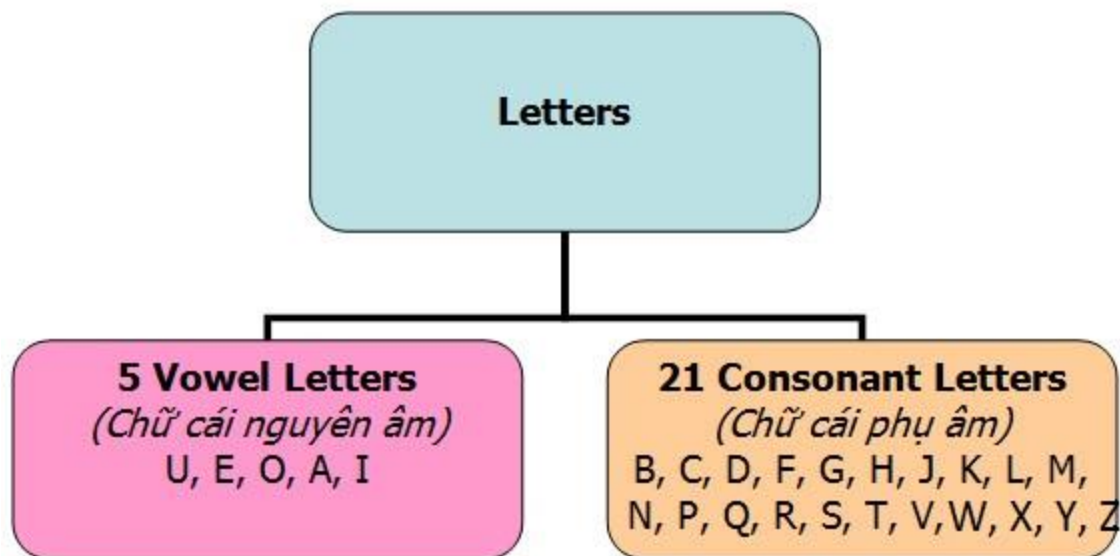 Letters
5 Vowel Letters
(Chữ cái nguyên âm)
U, E, O, A, I
21 Consonant Letters
(Chữ cái phụ âm)
B, C, D, F, G, H, J, K, L, M,
N, P, Q, R, S, T, V,W, X, Y, Z